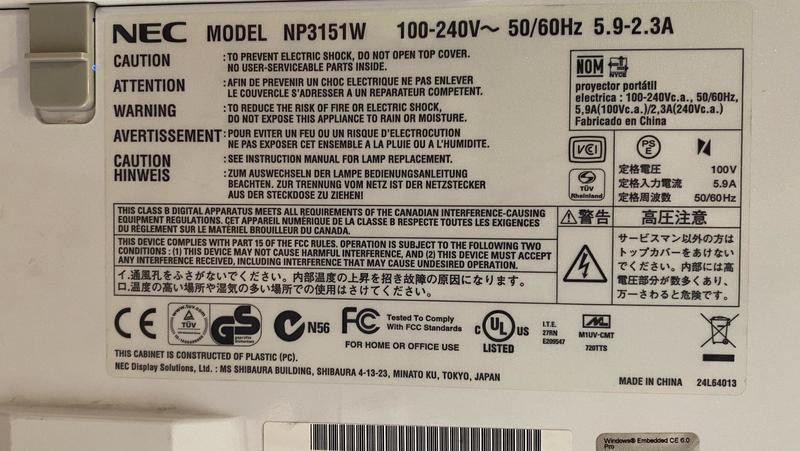 NEC MODEL NP3151W 100-240V~ 50/60Hz 5.9-2.3A
CAUTION : TO PREVENT ELECTRIC SHOCK, DO NOT OPEN TOP COVER.
NO USER-SERVICEABLE PARTS INSIDE.
ATTENTION : AFIN DE PREVENIR UN CHOC ELECTRIQUE NE PAS ENLEVER
LE COUVERCLE S'ADRESSER A UN REPARATEUR COMPETENT.
WARNING : TO REDUCE THE RISK OF FIRE OR ELECTRIC SHOCK,
DO NOT EXPOSE THIS APPLIANCE TO RAIN OR MOISTURE.
AVERTISSEMENT : POUR EVITER UN FEU OU UN RISQUE D'ELECTROCUTION
NE PAS EXPOSER CET ENSEMBLE A LA PLUIE OU A L'HUMIDITE.
CAUTION : SEE INSTRUCTION MANUAL FOR LAMP REPLACEMENT.
HINWEIS : ZUM AUSWECHSELN DER LAMPE BEDIENUNGSANLEITUNG
BEACHTEN. ZUR TRENNUNG VOM NETZ IST DER NETZSTECKER
AUS DER STECKDOSE ZU ZIEHEN!
NOM NYCE
proyector portátil
electrica : 100-240Vc.a., 50/60Hz,
5,9A(100Vc.a.)/2,3A(240Vc.a.)
Fabricado en China
VCI
PSE
TÜV
Rheinland
定格電圧 100V
定格入力電流 5.9A
定格周波数 50/60Hz
THIS CLASS B DIGITAL APPARATUS MEETS ALL REQUIREMENTS OF THE CANADIAN INTERFERENCE-CAUSING
EQUIPMENT REGULATIONS. CET APPAREIL NUMÉRIQUE DE LA CLASSE B RESPECTE TOUTES LES EXIGENCES
DU RÈGLEMENT SUR LE MATÉRIEL BROUILLEUR DU CANADA.
THIS DEVICE COMPLIES WITH PART 15 OF THE FCC RULES. OPERATION IS SUBJECT TO THE FOLLOWING TWO
CONDITIONS : (1) THIS DEVICE MAY NOT CAUSE HARMFUL INTERFERENCE, AND (2) THIS DEVICE MUST ACCEPT
ANY INTERFERENCE RECEIVED, INCLUDING INTERFERENCE THAT MAY CAUSE UNDESIRED OPERATION.
イ.通風孔をふさがないでください。内部温度の上昇を招き故障の原因になります。
ロ.温度の高い場所や湿気の多い場所での使用はさけてください。
警告 高圧注意
サービスマン以外の方は
トップカバーをあけない
でください。内部には高
電圧部分が数多くあり、
万一さわると危険です。
CE
www.tuv.com
TÜV
GS
geprüfte
Sicherheit
N56
FC Tested To Comply
With FCC Standards
FOR HOME OR OFFICE USE
C UL US
LISTED
I.T.E.
27RN
E209547
M1UV-CMT
720TTS
THIS CABINET IS CONSTRUCTED OF PLASTIC (PC).
NEC Display Solutions, Ltd. : MS SHIBAURA BUILDING, SHIBAURA 4-13-23, MINATO KU, TOKYO, JAPAN
MADE IN CHINA 24L64013
Windows® Embedded CE 6.0
Pro